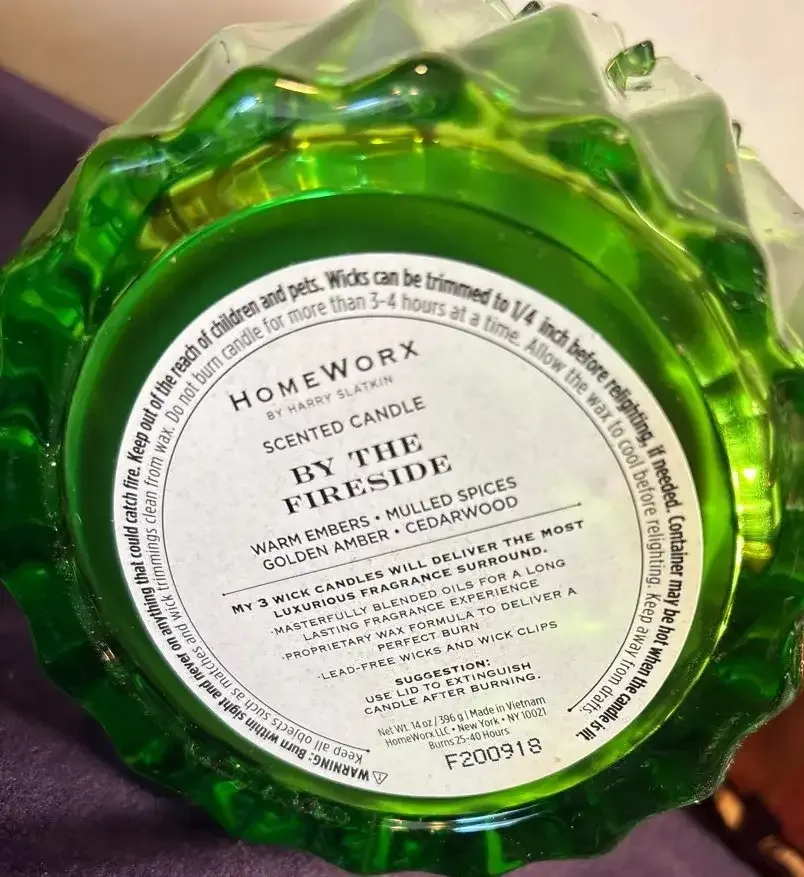 HOMEWORX
BY HARRY SLATKIN
SCENTED CANDLE
BY THE
FIRESIDE
WARM EMBERS • MULLED SPICES
GOLDEN AMBER • CEDARWOOD
MY 3 WICK CANDLES WILL DELIVER THE MOST
LUXURIOUS FRAGRANCE SURROUND.
·MASTERFULLY BLENDED OILS FOR A LONG
LASTING FRAGRANCE EXPERIENCE
·PROPRIETARY WAX FORMULA TO DELIVER A
PERFECT BURN
·LEAD-FREE WICKS AND WICK CLIPS
SUGGESTION:
USE LID TO EXTINGUISH
CANDLE AFTER BURNING.
Net Wt. 14 oz / 396 g | Made in Vietnam
HomeWorx LLC • New York • NY 10021
Burns 25-40 Hours
F200918
⚠ WARNING: Burn within sight and never on anything that could catch fire. Keep out of the reach of children and pets. Wicks can be trimmed to 1/4 inch before relighting, if needed. Container may be hot when the candle is lit.
Keep all objects such as matches and wick trimmings clean from wax. Do not burn candle for more than 3-4 hours at a time. Allow the wax to cool before relighting. Keep away from drafts.